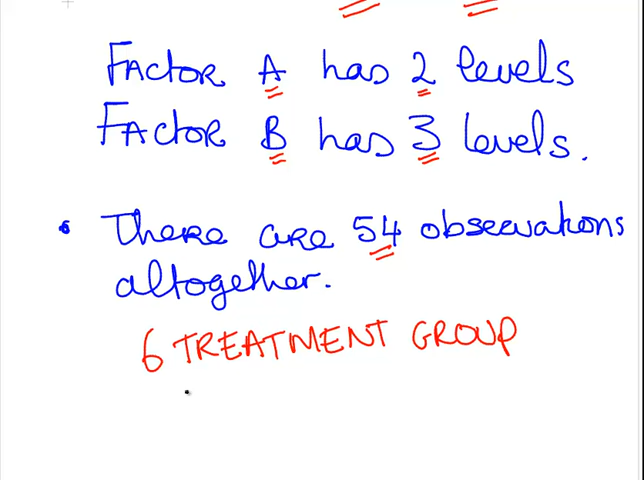 Factor A has 2 levels
Factor B has 3 levels.
There are 54 observations
altogether.
6 TREATMENT GROUP